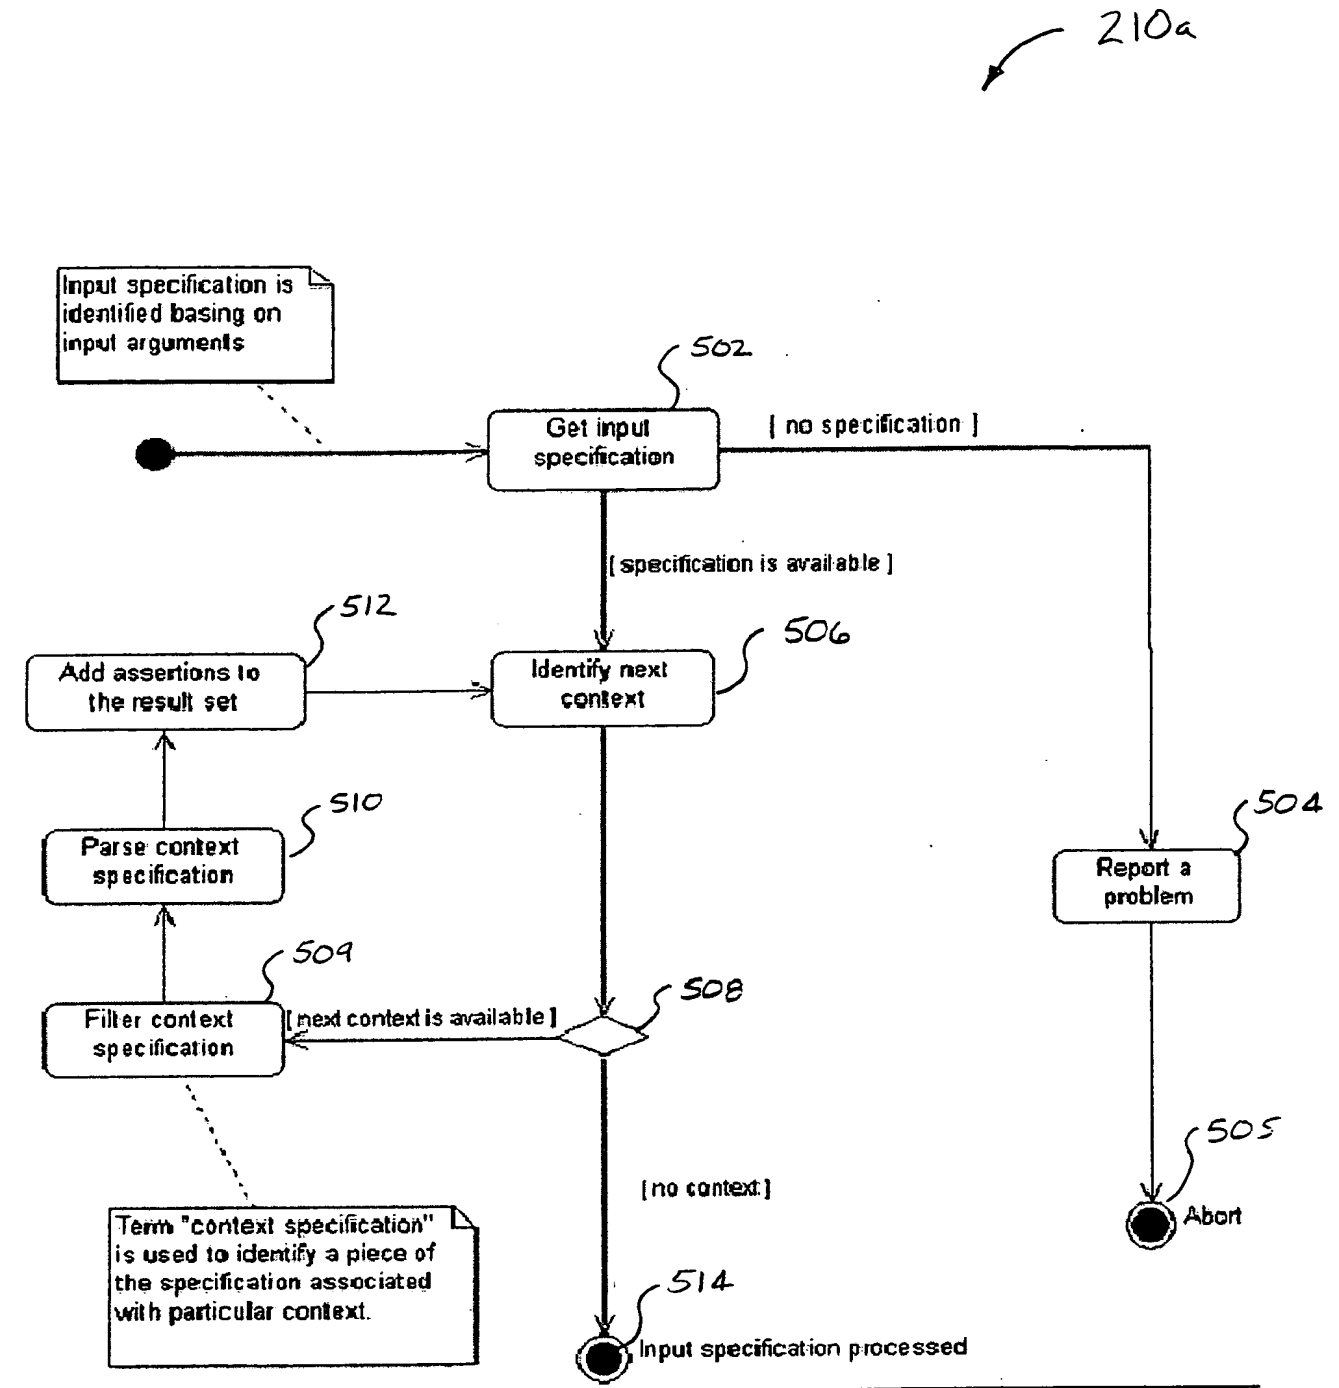 210a
Input specification is
identified basing on
input arguments
502
Get input
specification
[ no specification ]
[ specification is available ]
512
506
Add assertions to
the result set
Identify next
context
510
504
Parse context
specification
Report a
problem
509
508
Filter context
specification
[ next context is available ]
505
[ no context ]
Abort
Term "context specification"
is used to identify a piece of
the specification associated
with particular context.
514
Input specification processed